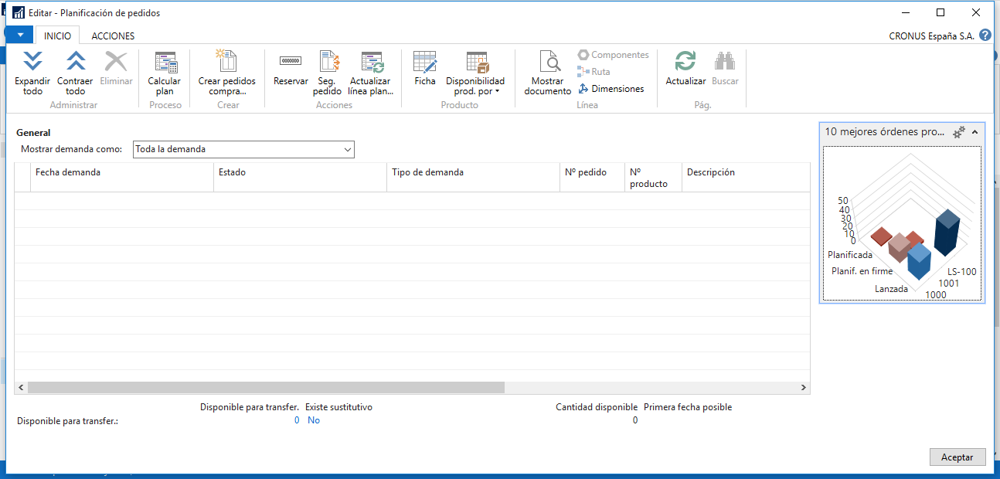 Editar - Planificación de pedidos
INICIO ACCIONES CRONUS España S.A.
Expandir todo
Contraer todo
Eliminar
Administrar
Calcular plan
Proceso
Crear pedidos compra...
Crear
Reservar
Seg. pedido
Actualizar línea plan...
Acciones
Ficha
Disponibilidad prod. por
Producto
Mostrar documento
Componentes
Ruta
Dimensiones
Línea
Actualizar
Buscar
Pág.
General
Mostrar demanda como: Toda la demanda
Fecha demanda Estado Tipo de demanda Nº pedido Nº producto Descripción
10 mejores órdenes pro...
50
40
30
20
10
0
Planificada
Planif. en firme
Lanzada
LS-100
1001
1000
Disponible para transfer. Existe sustitutivo Cantidad disponible Primera fecha posible
Disponible para transfer.: 0 No 0
Aceptar